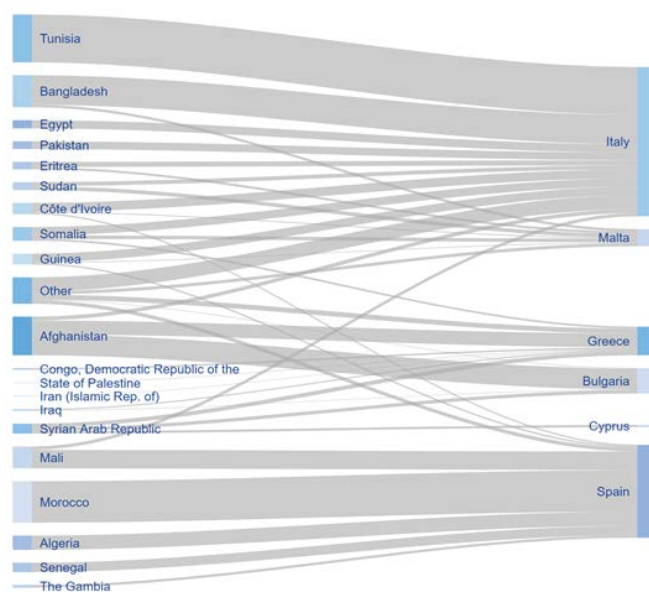 Tunisia
Bangladesh
Egypt
Pakistan
Eritrea
Sudan
Côte d'Ivoire
Somalia
Guinea
Other
Afghanistan
Congo, Democratic Republic of the
State of Palestine
Iran (Islamic Rep. of)
Iraq
Syrian Arab Republic
Mali
Morocco
Algeria
Senegal
The Gambia
Italy
Malta
Greece
Bulgaria
Cyprus
Spain